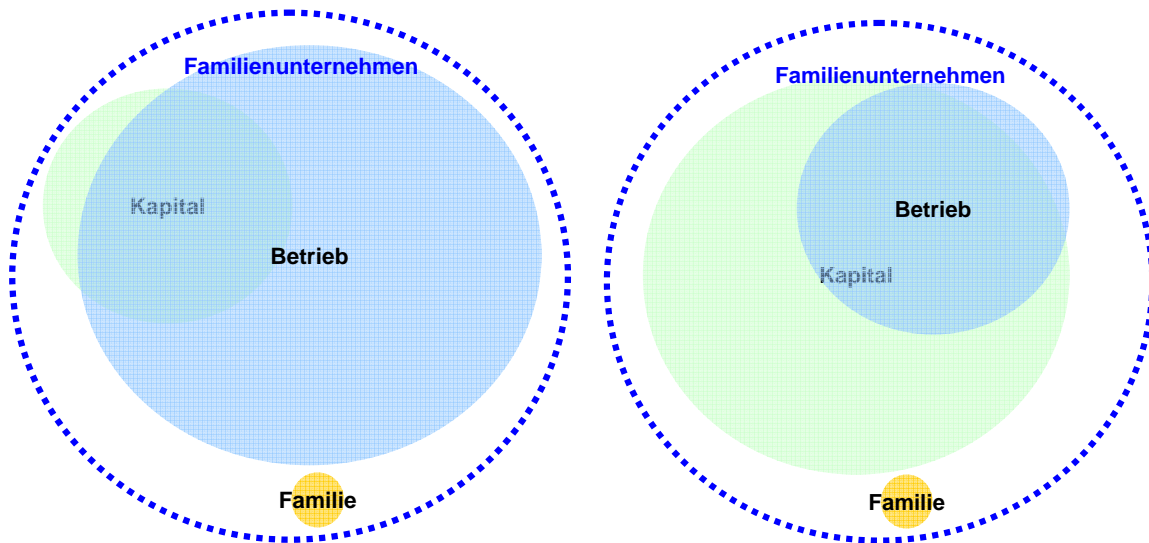 Familienunternehmen
Kapital
Betrieb
Familie
Familienunternehmen
Betrieb
Kapital
Familie